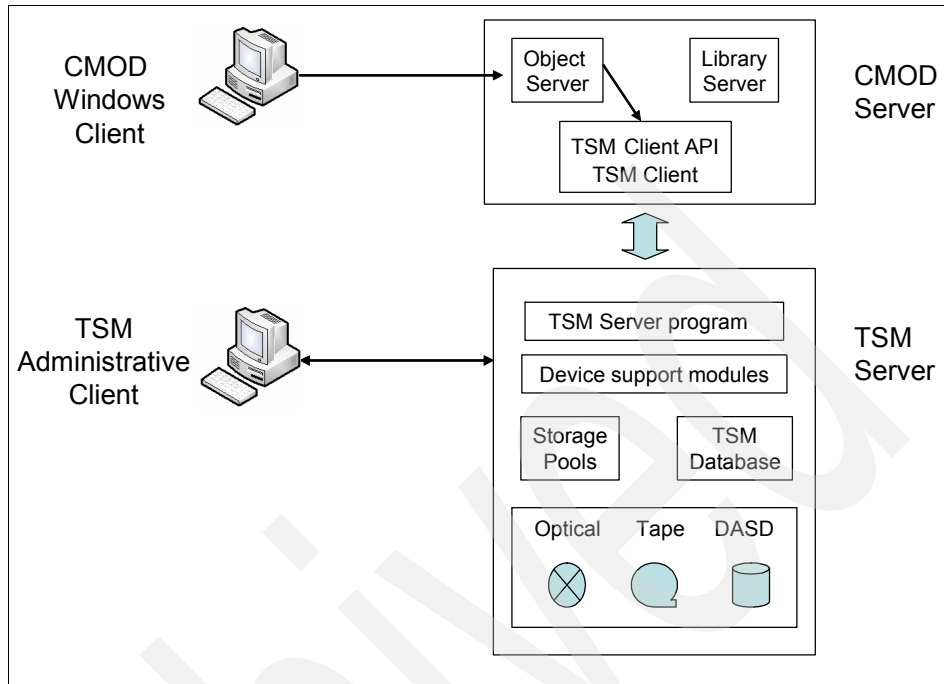 CMOD
Windows
Client
Object
Server
Library
Server
TSM Client API
TSM Client
CMOD
Server
TSM
Administrative
Client
TSM Server program
Device support modules
Storage
Pools
TSM
Database
Optical
Tape
DASD
TSM
Server
hived